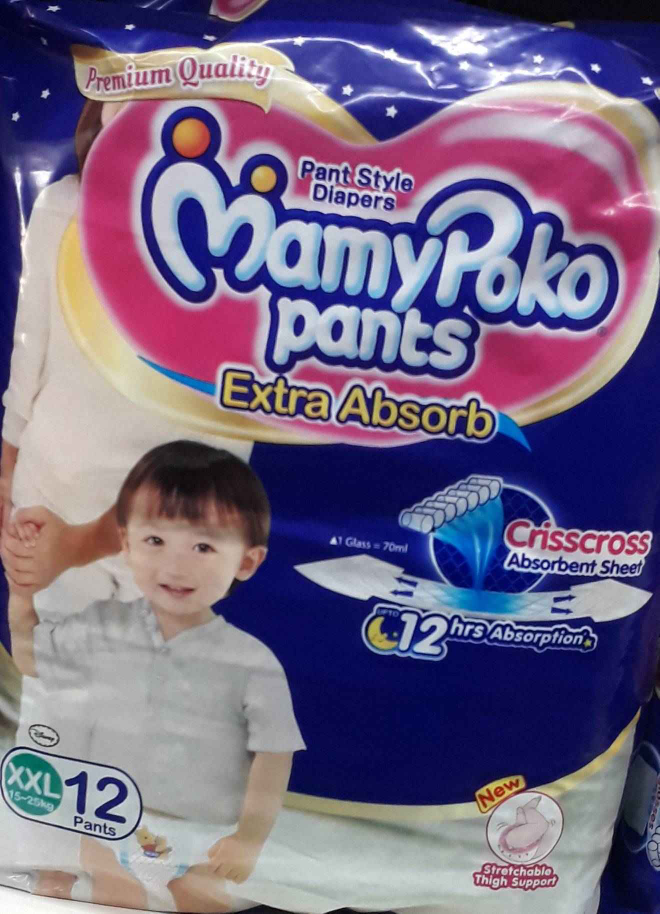 Premium Quality
Pant Style
Diapers
MamyPoko
pants
Extra Absorb
▲1 Glass = 70ml
Crisscross
Absorbent Sheet
UPTO
12 hrs Absorption
Disney
XXL
15~25kg
12
Pants
New
Stretchable
Thigh Support